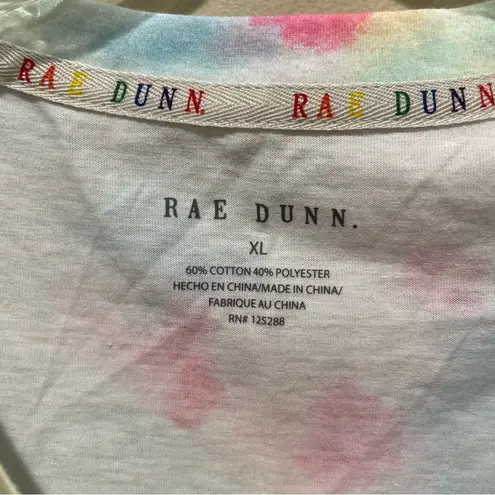 RAE DUNN. RAE DUNN
RAE DUNN.
XL
60% COTTON 40% POLYESTER
HECHO EN CHINA/MADE IN CHINA/
FABRIQUE AU CHINA
RN# 125288